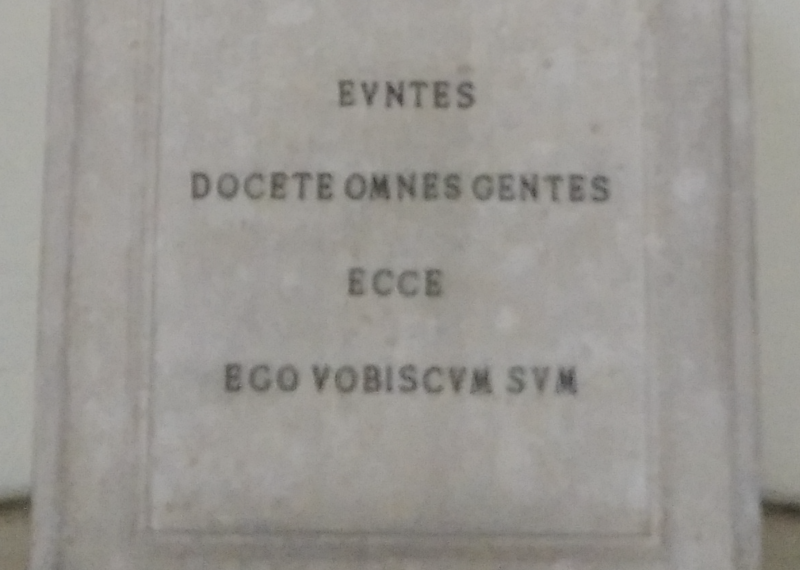 EVNTES
DOCETE OMNES GENTES
ECCE
EGO VOBISCVM SVM